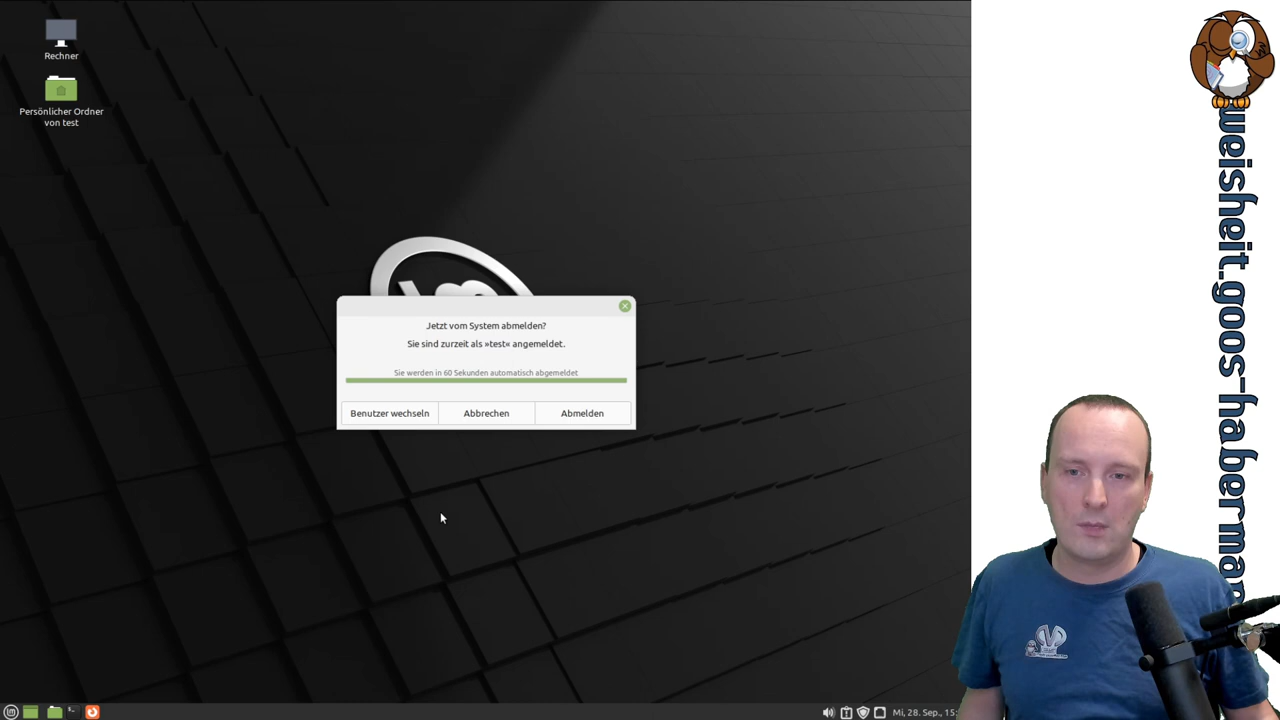 Rechner
Persönlicher Ordner
von test
Jetzt vom System abmelden?
Sie sind zurzeit als »test« angemeldet.
Sie werden in 60 Sekunden automatisch abgemeldet
Benutzer wechseln
Abbrechen
Abmelden
Mi, 28. Sep., 15:
weisheit.goos-haberman